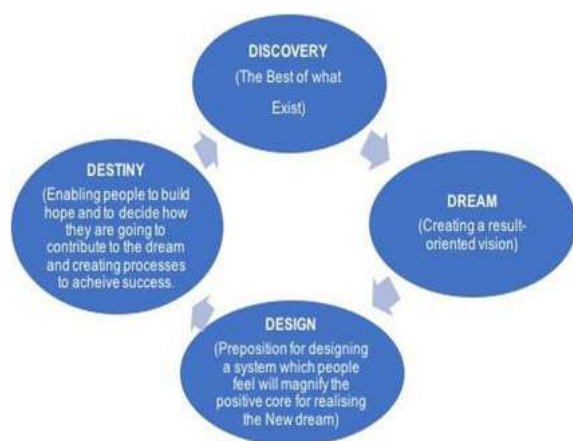 DISCOVERY
(The Best of what
Exist)
DREAM
(Creating a result-
oriented vision)
DESIGN
(Preposition for designing
a system which people
feel will magnify the
positive core for realising
the New dream)
DESTINY
(Enabling people to build
hope and to decide how
they are going to
contribute to the dream
and creating processes
to acheive success.